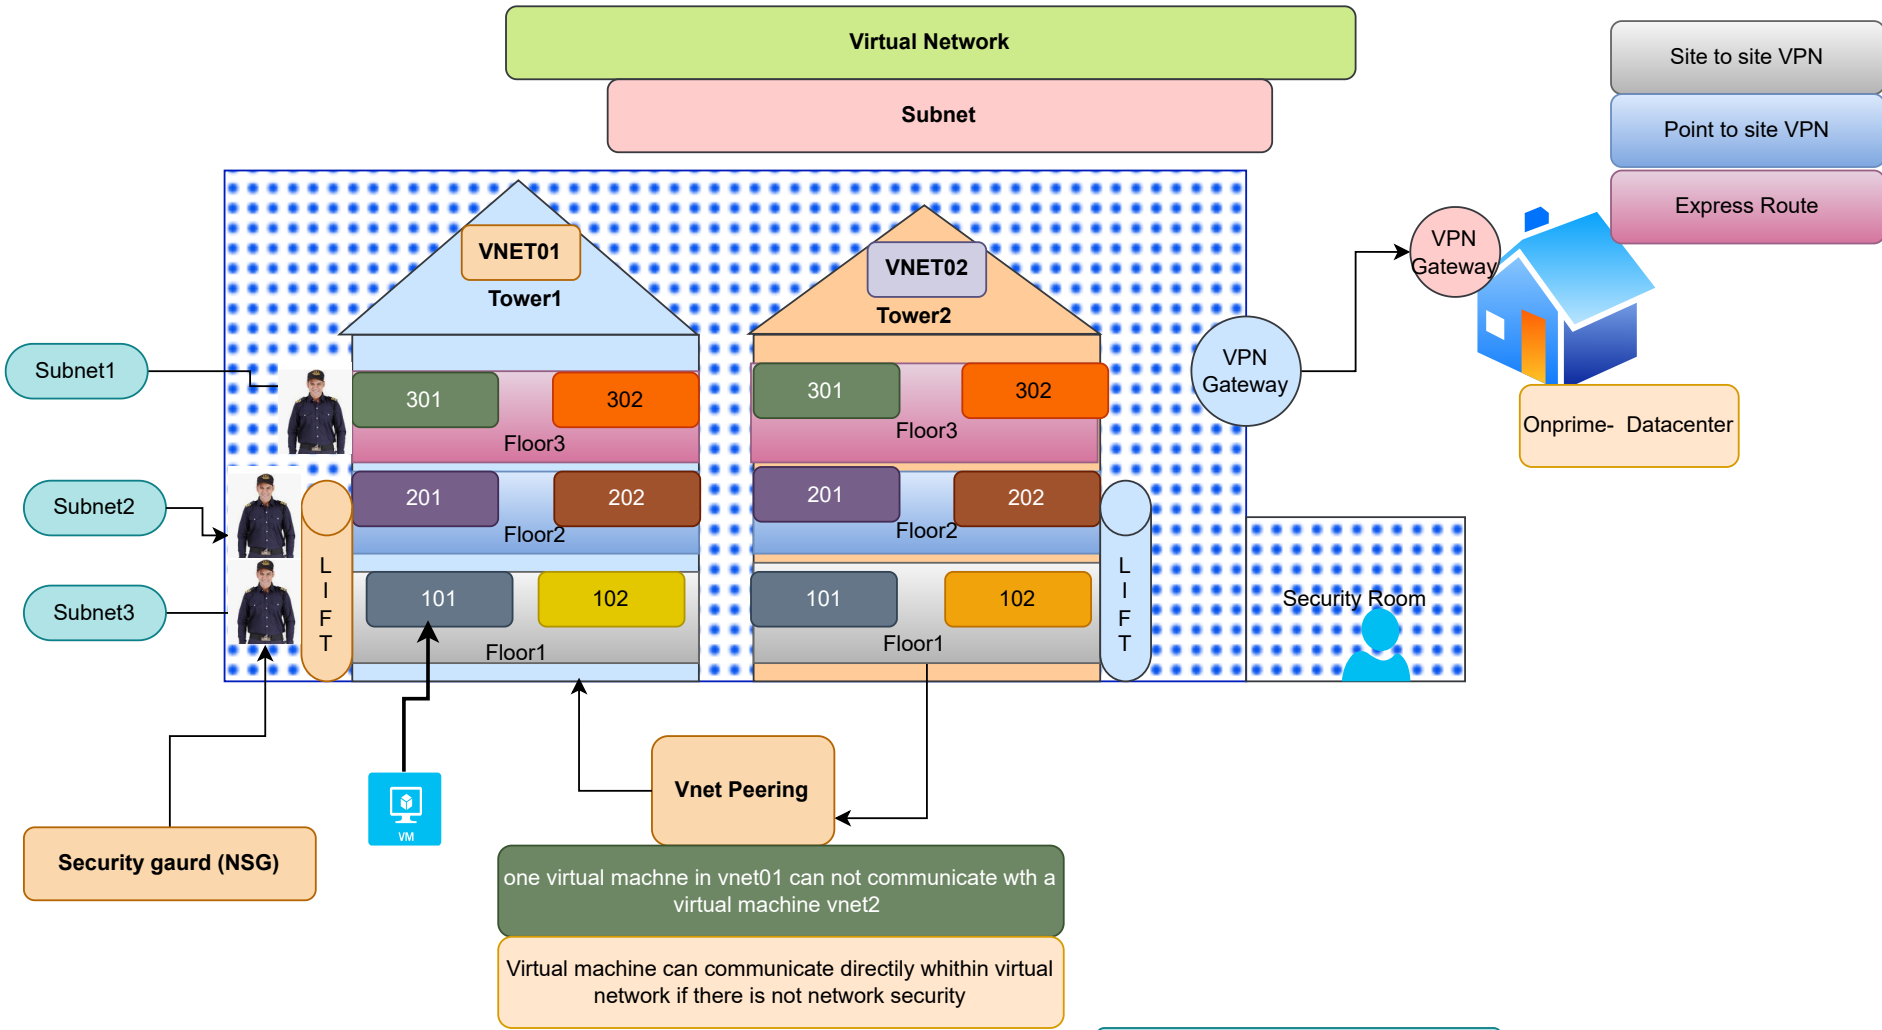 Virtual Network
Subnet
Site to site VPN
Point to site VPN
Express Route
VNET01
Tower1
VNET02
Tower2
VPN
Gateway
VPN
Gateway
Onprime- Datacenter
Subnet1
Subnet2
Subnet3
301
302
Floor3
201
202
Floor2
101
102
Floor1
L
I
F
T
301
302
Floor3
201
202
Floor2
101
102
Floor1
L
I
F
T
Security Room
Security gaurd (NSG)
VM
Vnet Peering
one virtual machne in vnet01 can not communicate wth a
virtual machine vnet2
Virtual machine can communicate directily whithin virtual
network if there is not network security